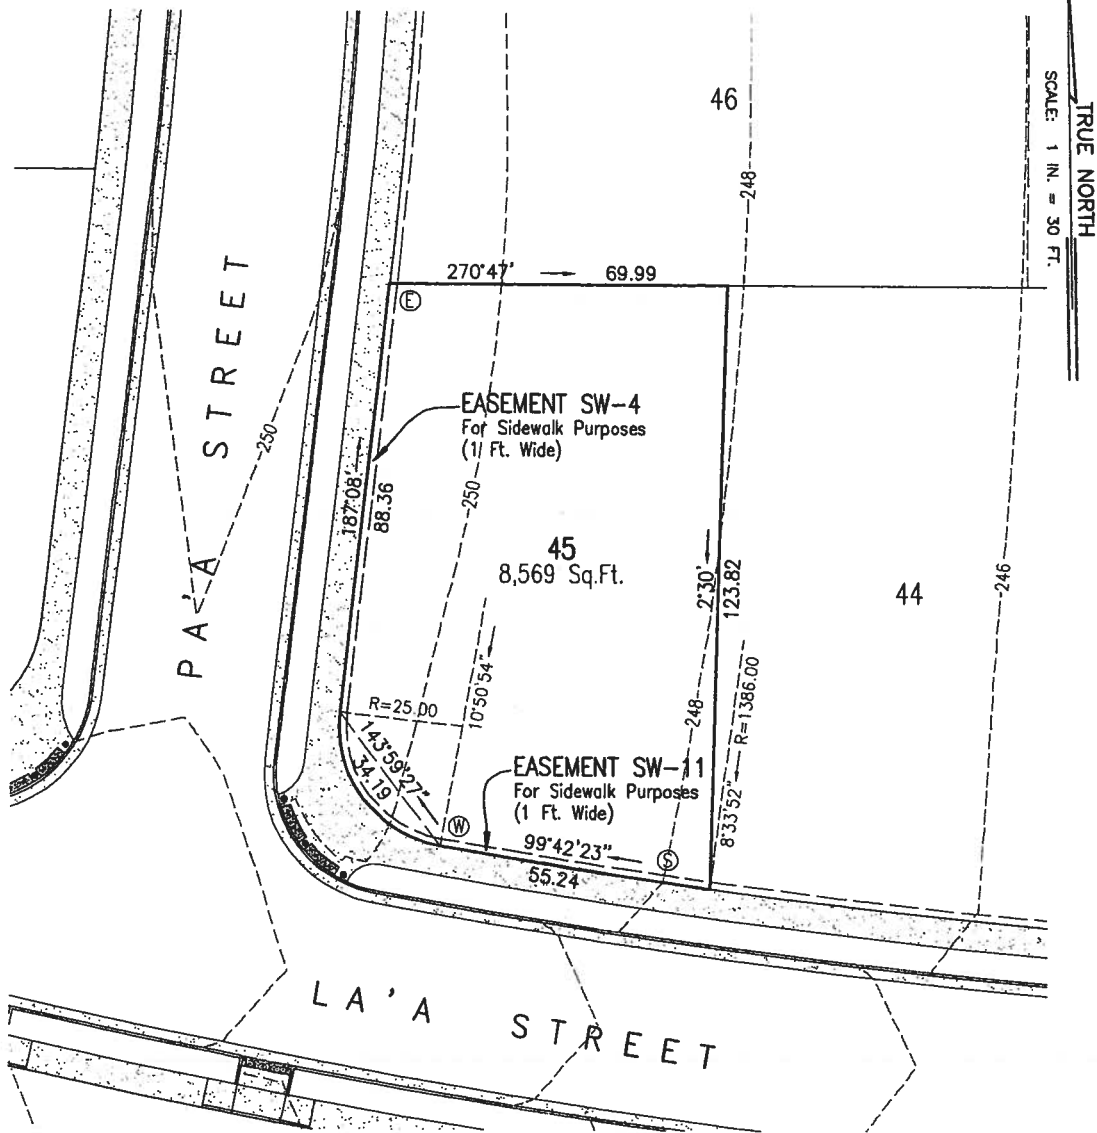 46
TRUE NORTH
SCALE: 1 IN. = 30 FT.
248
270°47' 69.99
E
PA'A STREET
250
EASEMENT SW-4
For Sidewalk Purposes
(1 Ft. Wide)
187°08'
88.36
250
45
8,569 Sq.Ft.
2°30'
123.82
44
246
R=25.00
10°50'54"
143°59'27"
34.19
248
8°33'52" R=1386.00
EASEMENT SW-11
For Sidewalk Purposes
(1 Ft. Wide)
W
99°42'23"
S
55.24
LA'A STREET